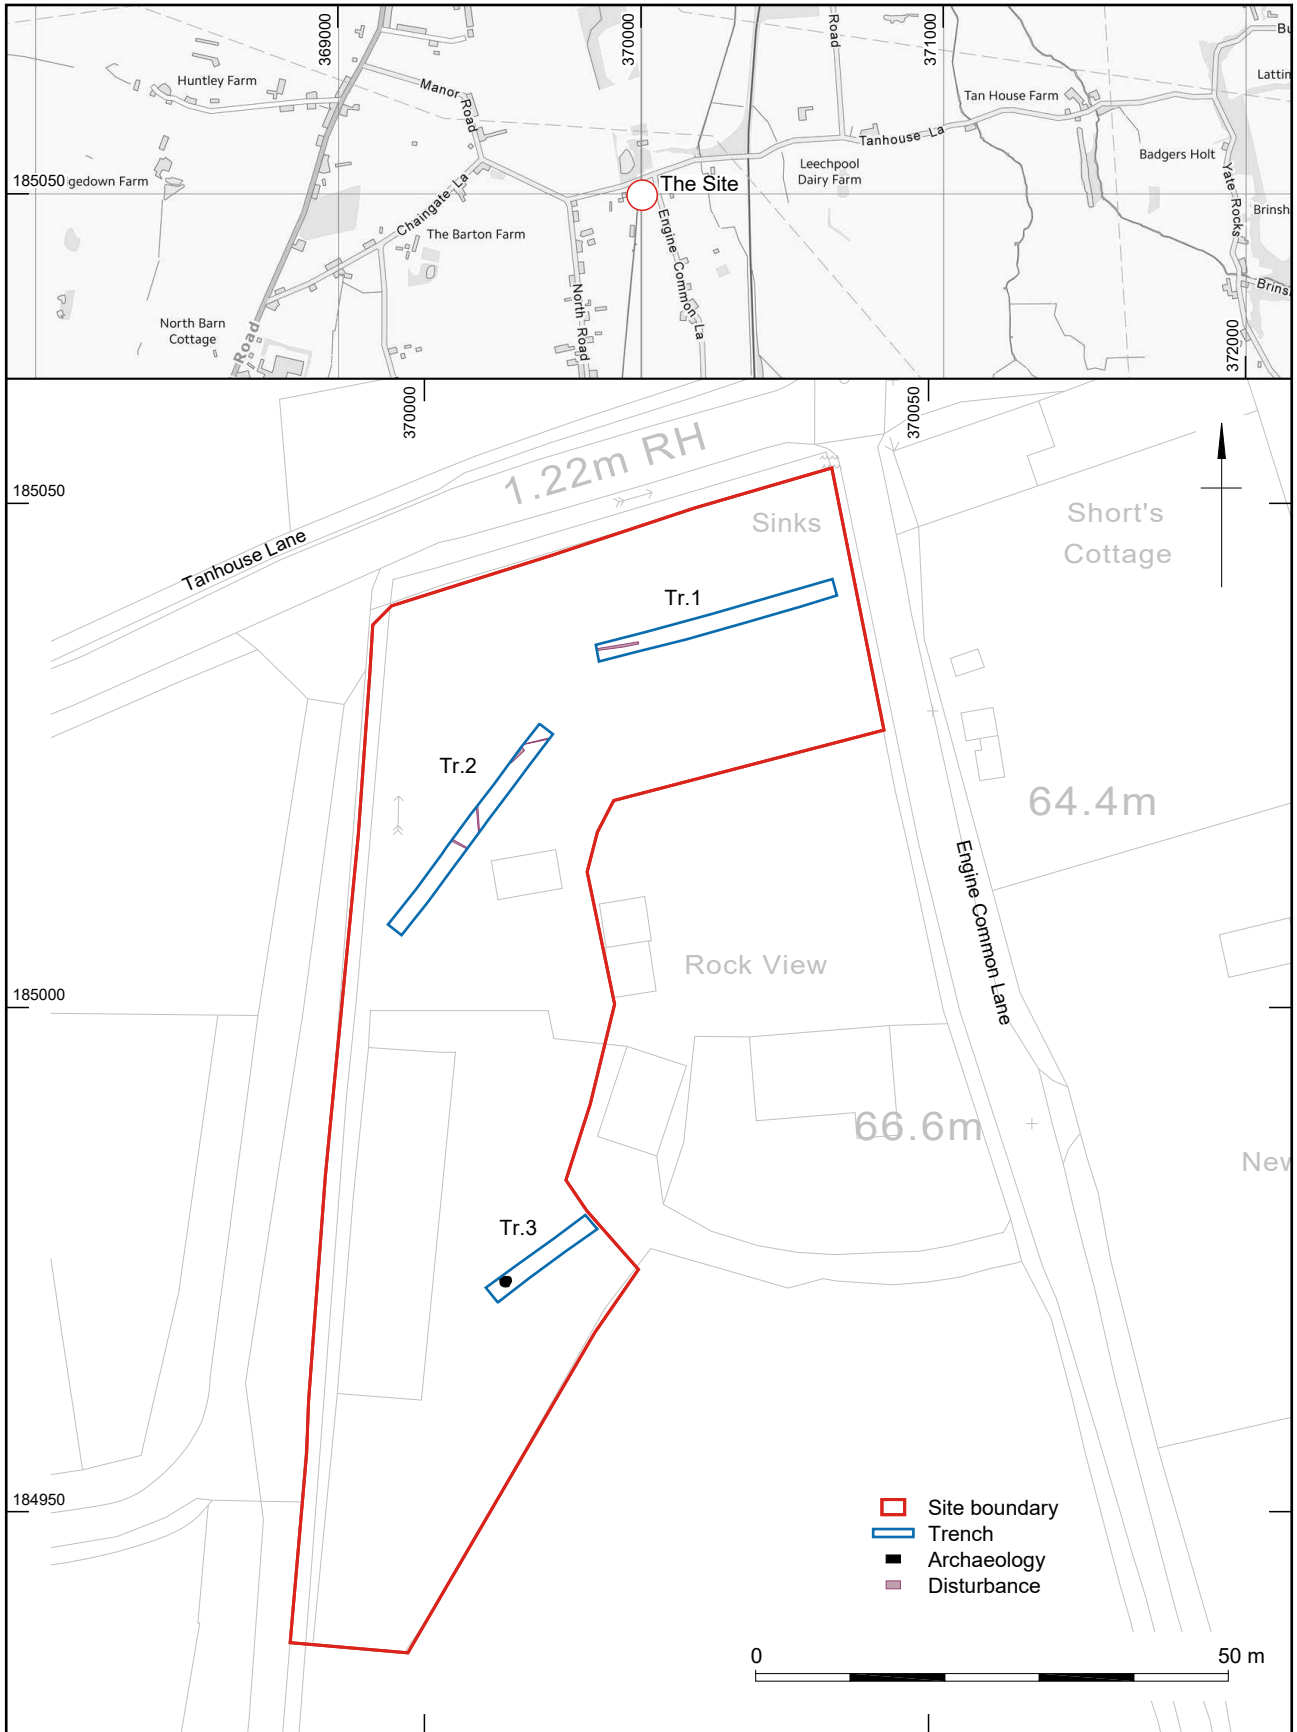 369000
370000
371000
372000
185050
Huntley Farm
Manor Road
Road
Tan House Farm
Lattin
Bu
gedown Farm
Chaingate La
The Barton Farm
The Site
Tanhouse La
Leechpool
Dairy Farm
Badgers Holt
Yate Rocks
Brinsh
Brins
Engine Common La
North Road
North Barn
Cottage
Road
370000
370050
185050
1.22m RH
Sinks
Short's
Cottage
Tanhouse Lane
Tr.1
Tr.2
64.4m
Engine Common Lane
Rock View
185000
66.6m
New
Tr.3
184950
Site boundary
Trench
Archaeology
Disturbance
0 50 m